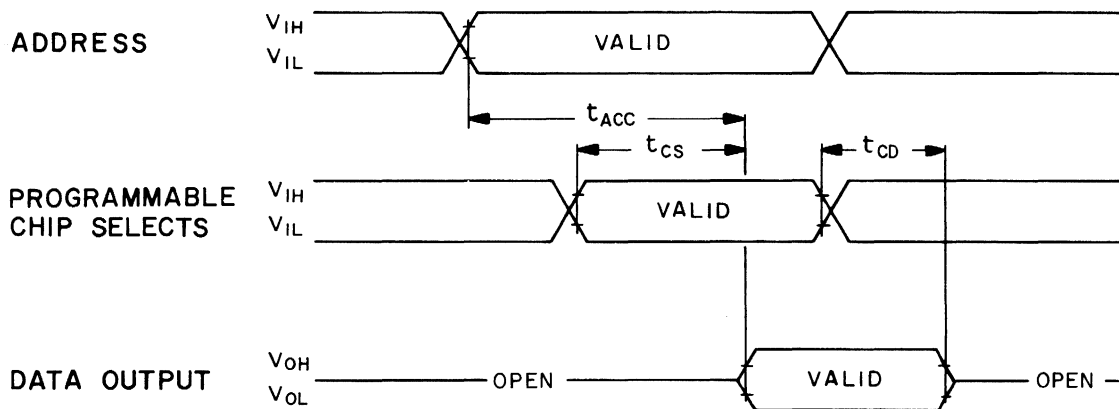 ADDRESS
VIH
VIL
VALID
tACC
tCS
tCD
PROGRAMMABLE
CHIP SELECTS
VIH
VIL
VALID
DATA OUTPUT
VOH
VOL
OPEN
VALID
OPEN